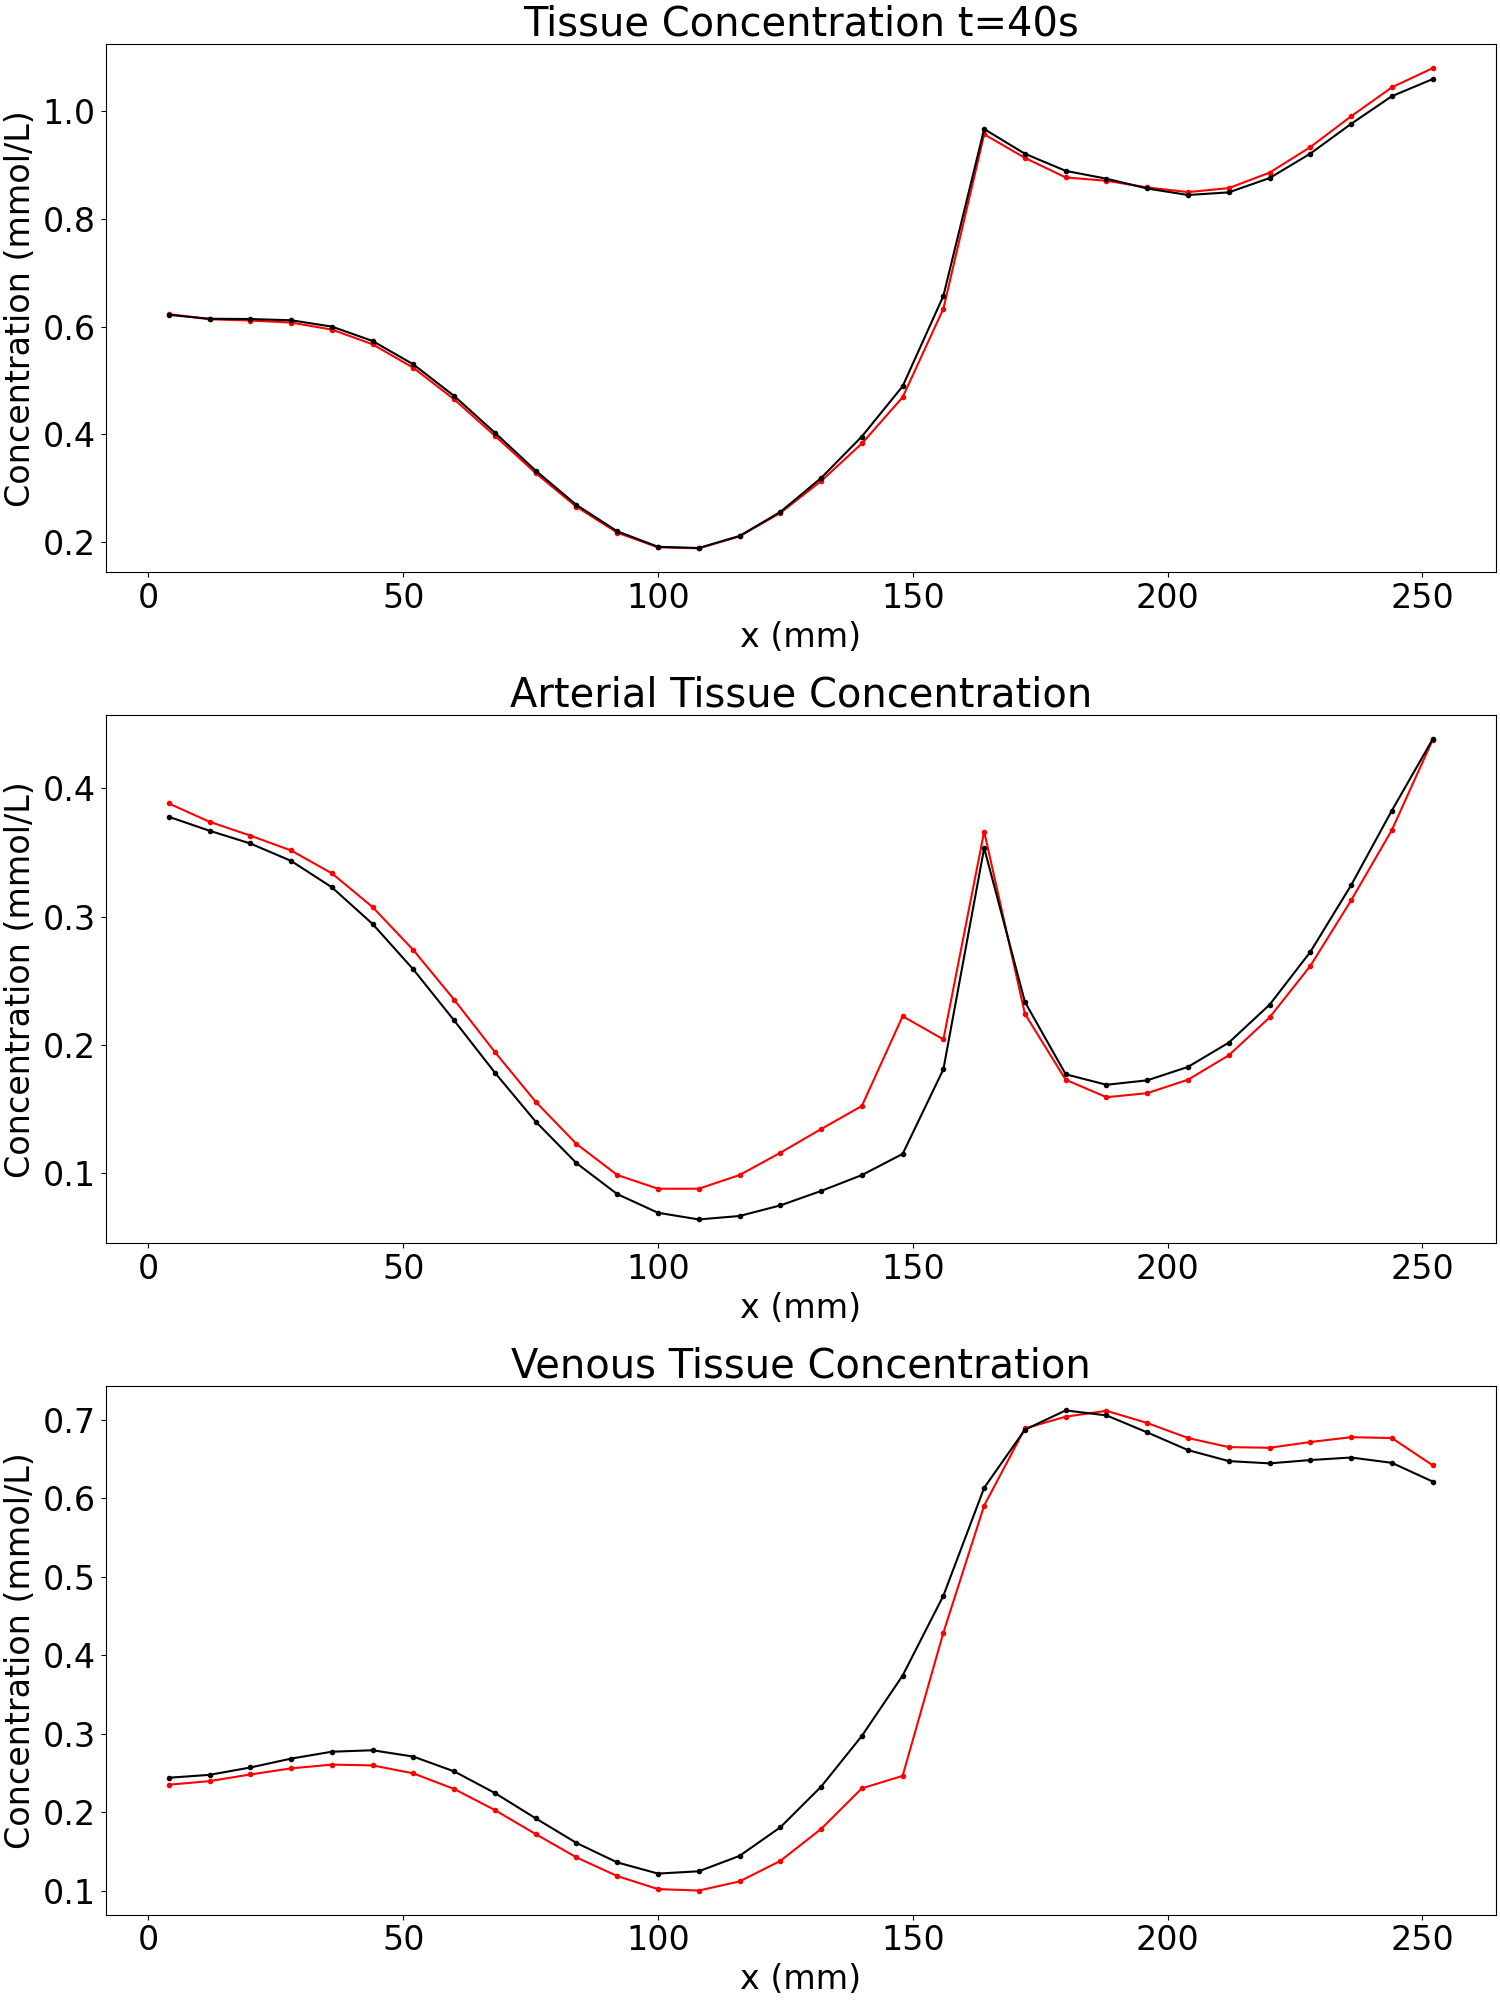 Tissue Concentration t=40s
Concentration (mmol/L)
1.0
0.8
0.6
0.4
0.2
0 50 100 150 200 250
x (mm)
Arterial Tissue Concentration
Concentration (mmol/L)
0.4
0.3
0.2
0.1
0 50 100 150 200 250
x (mm)
Venous Tissue Concentration
Concentration (mmol/L)
0.7
0.6
0.5
0.4
0.3
0.2
0.1
0 50 100 150 200 250
x (mm)